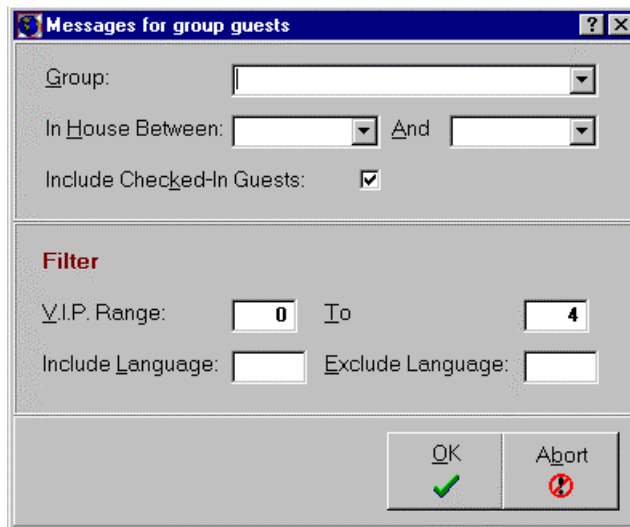 Messages for group guests ? X
Group:
In House Between: And
Include Checked-In Guests:
Filter
V.I.P. Range: 0 To 4
Include Language: Exclude Language:
OK Abort